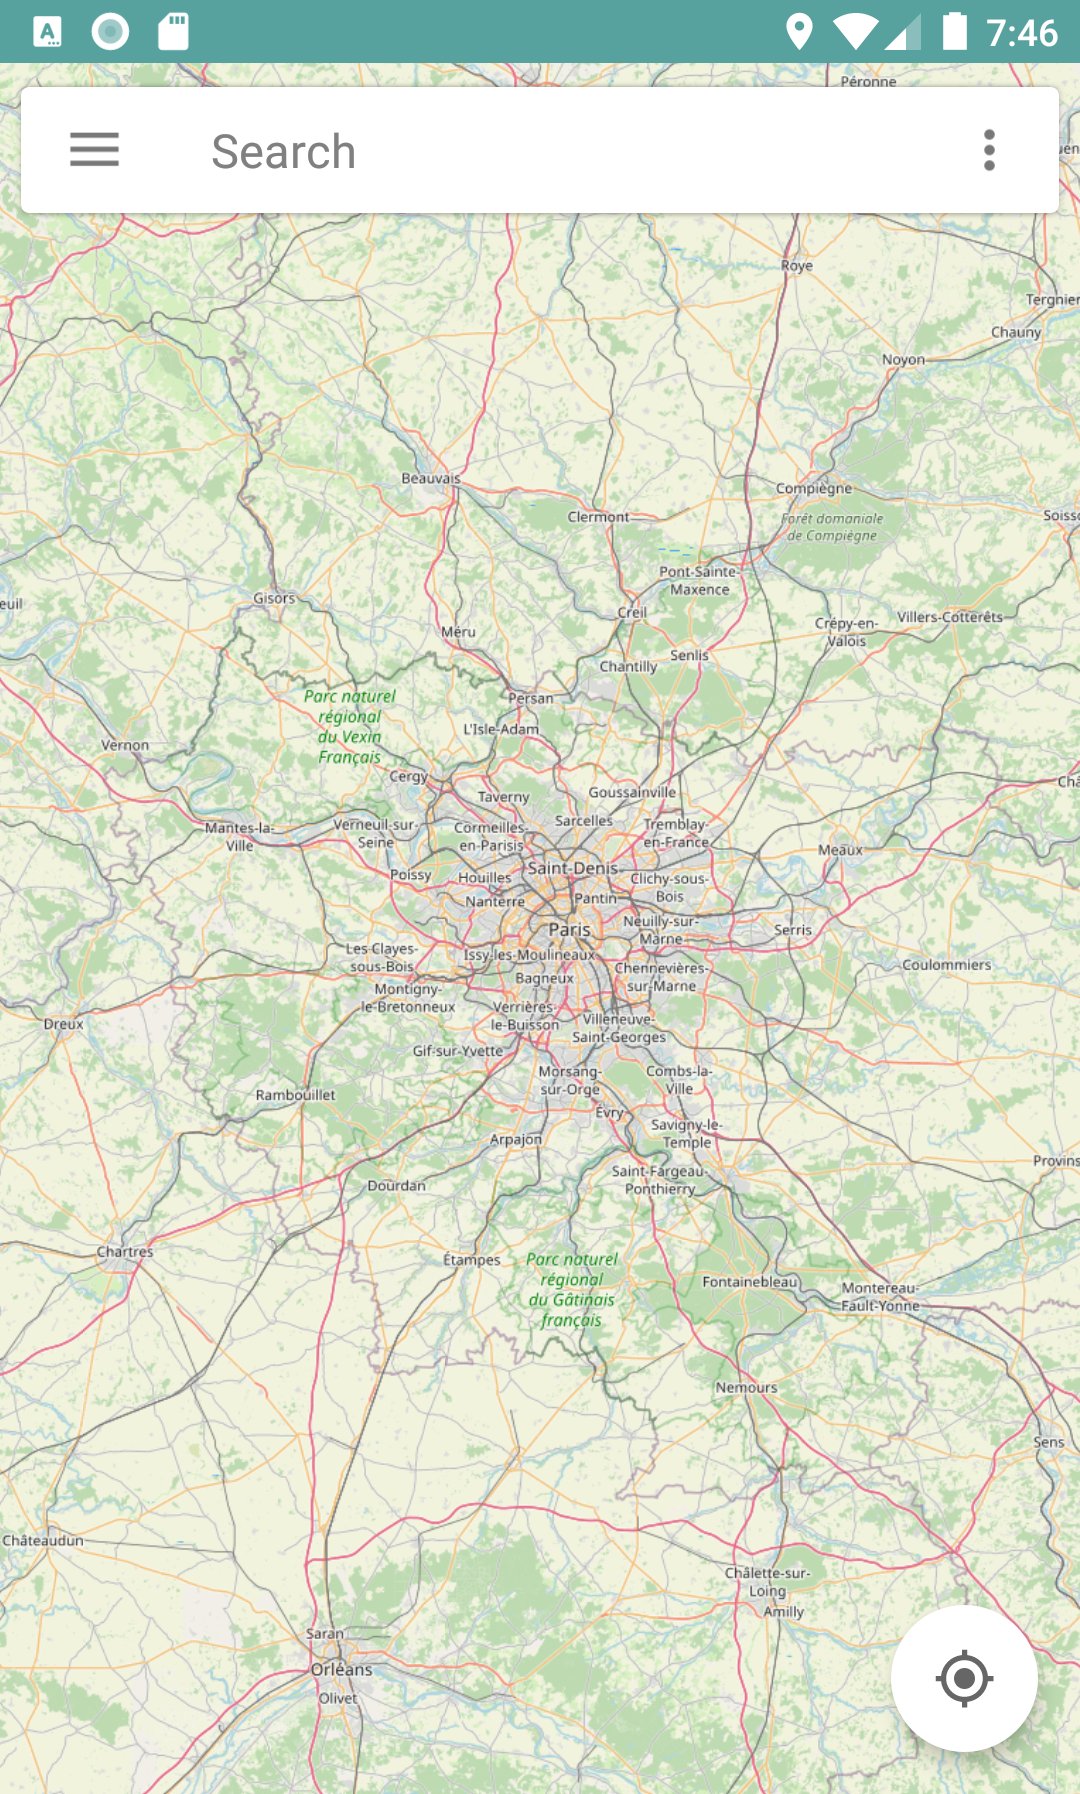 7:46
Péronne
Search
Roye
Tergnier
Chauny
Noyon
Beauvais
Compiègne
Clermont
Forêt domaniale
de Compiègne
Pont-Sainte-
Maxence
Gisors
Creil
Villers-Cotterêts
Crépy-en-
Valois
Méru
Senlis
Chantilly
Parc naturel
régional
du Vexin
Français
Persan
L'Isle-Adam
Vernon
Cergy
Taverny
Goussainville
Mantes-la-
Ville
Verneuil-sur-
Seine
Cormeilles-
en-Parisis
Sarcelles
Tremblay-
en-France
Meaux
Saint-Denis
Poissy
Houilles
Clichy-sous-
Bois
Nanterre
Pantin
Paris
Neuilly-sur-
Marne
Serris
Les Clayes-
sous-Bois
Issy-les-Moulineaux
Coulommiers
Bagneux
Chennevières-
sur-Marne
Montigny-
le-Bretonneux
Verrières-
le-Buisson
Villeneuve-
Saint-Georges
Dreux
Gif-sur-Yvette
Morsang-
sur-Orge
Combs-la-
Ville
Rambouillet
Évry
Savigny-le-
Temple
Arpajon
Provins
Saint-Fargeau-
Ponthierry
Dourdan
Chartres
Étampes
Parc naturel
régional
du Gâtinais
français
Fontainebleau
Montereau-
Fault-Yonne
Nemours
Sens
Châteaudun
Châlette-sur-
Loing
Amilly
Saran
Orléans
Olivet